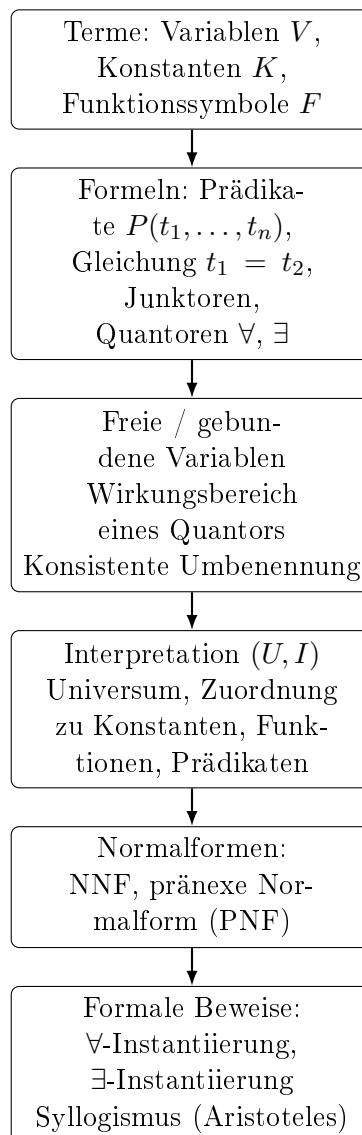 Terme: Variablen V,
Konstanten K,
Funktionssymbole F
Formeln: Prädika-
te P(t₁, . . . , tₙ),
Gleichung t₁ = t₂,
Junktoren,
Quantoren ∀, ∃
Freie / gebun-
dene Variablen
Wirkungsbereich
eines Quantors
Konsistente Umbenennung
Interpretation (U, I)
Universum, Zuordnung
zu Konstanten, Funk-
tionen, Prädikaten
Normalformen:
NNF, pränexe Nor-
malform (PNF)
Formale Beweise:
∀-Instantiierung,
∃-Instantiierung
Syllogismus (Aristoteles)